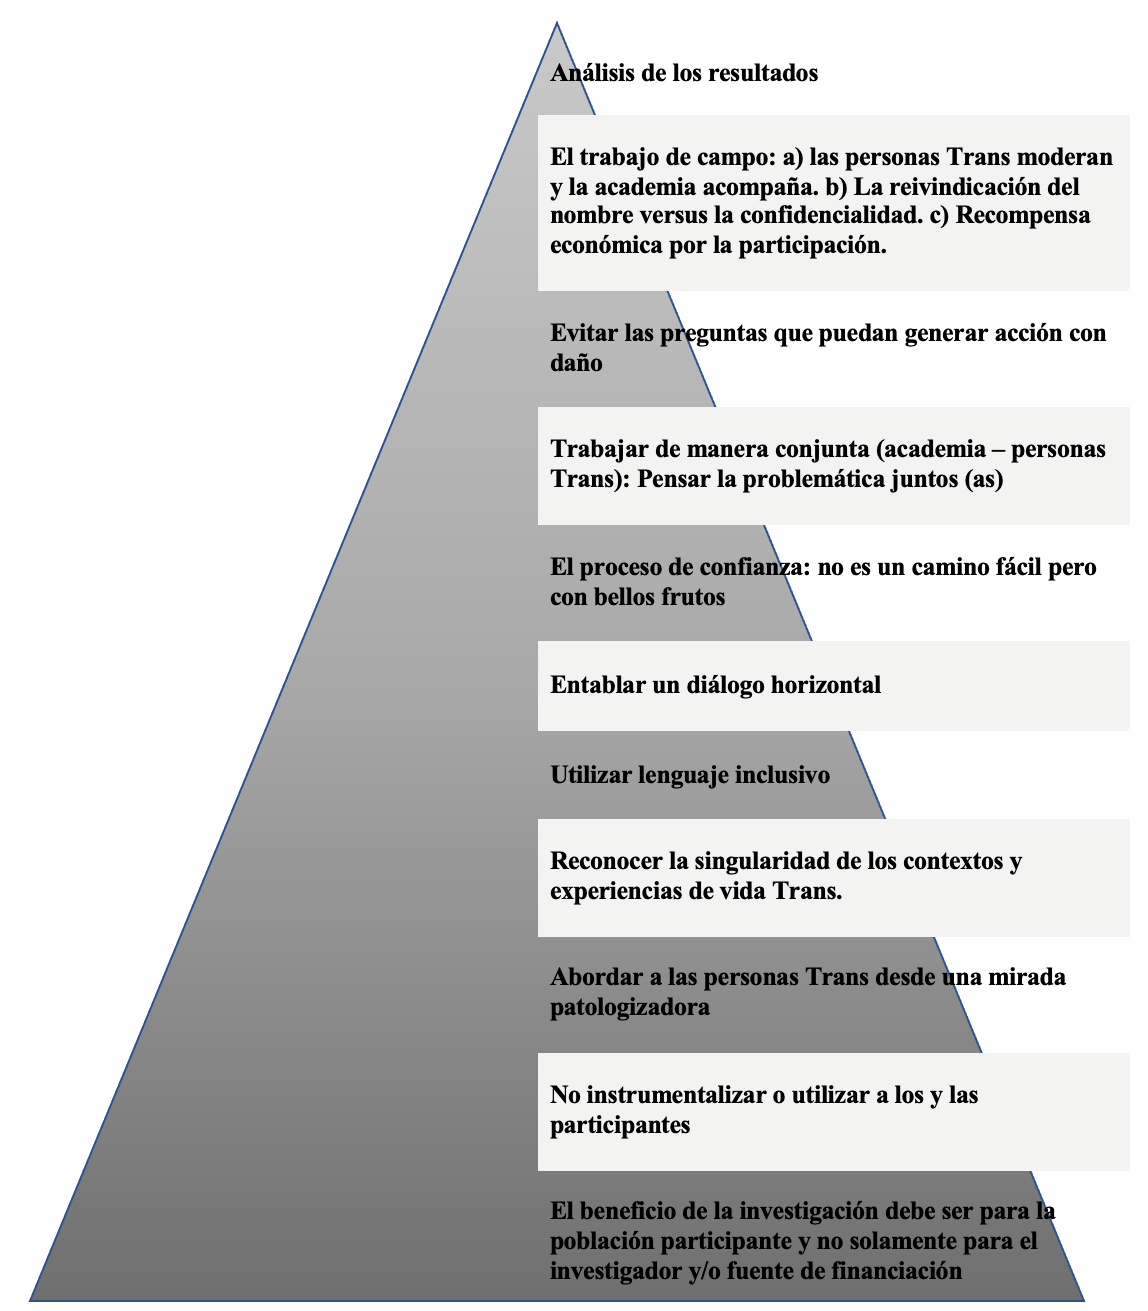 Análisis de los resultados
El trabajo de campo: a) las personas Trans moderan
y la academia acompaña. b) La reivindicación del
nombre versus la confidencialidad. c) Recompensa
económica por la participación.
Evitar las preguntas que puedan generar acción con
daño
Trabajar de manera conjunta (academia – personas
Trans): Pensar la problemática juntos (as)
El proceso de confianza: no es un camino fácil pero
con bellos frutos
Entablar un diálogo horizontal
Utilizar lenguaje inclusivo
Reconocer la singularidad de los contextos y
experiencias de vida Trans.
Abordar a las personas Trans desde una mirada
patologizadora
No instrumentalizar o utilizar a los y las
participantes
El beneficio de la investigación debe ser para la
población participante y no solamente para el
investigador y/o fuente de financiación